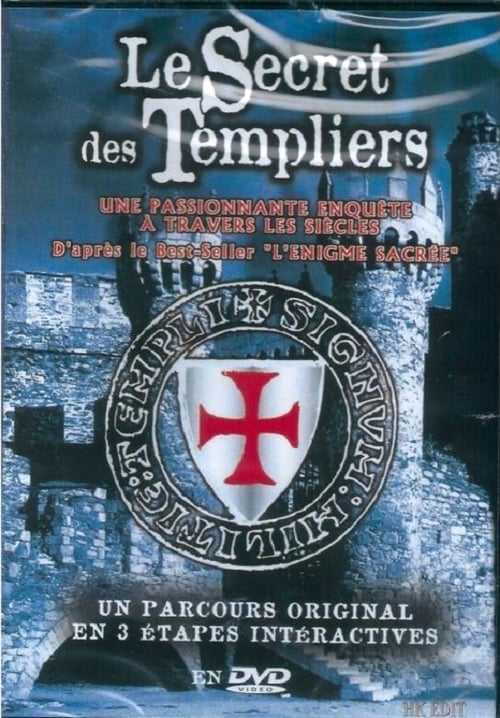 Le Secret
des Templiers
UNE PASSIONNANTE ENQUÊTE
À TRAVERS LES SIÈCLES
D'après le Best-Seller "L'ENIGME SACRÉE"
✠ SIGNVM: MILITIE: TEMPLI
UN PARCOURS ORIGINAL
EN 3 ÉTAPES INTÉRACTIVES
EN DVD
VIDEO
HK EDIT